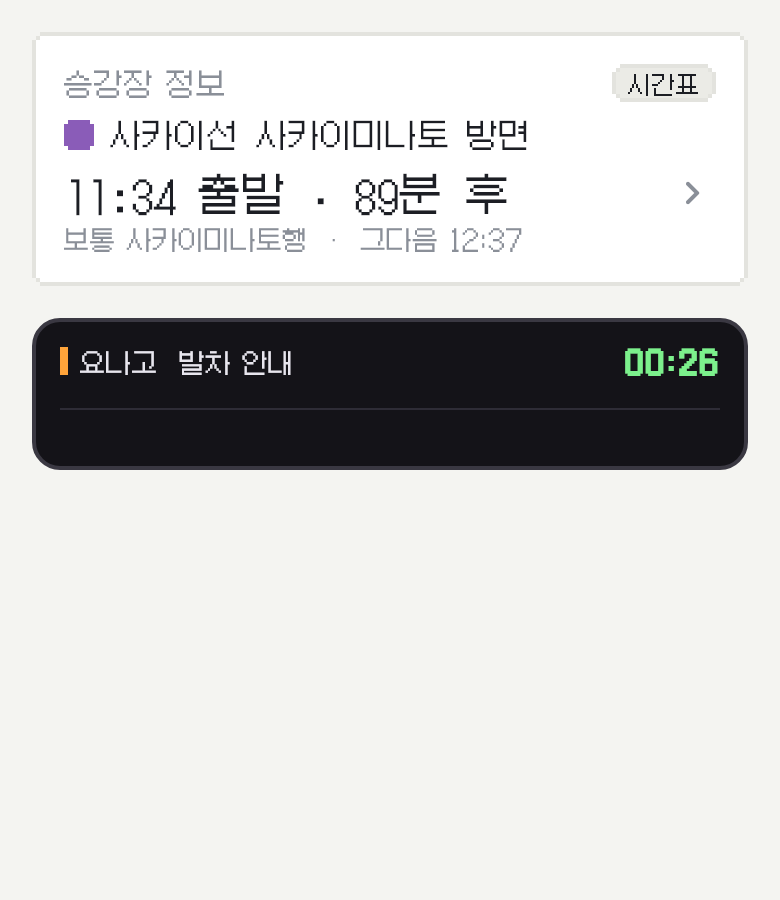 승강장 정보 시간표
사카이선 사카이미나토 방면
11:34 출발 · 89분 후
보통 사카이미나토행 · 그다음 12:37
요나고 발차 안내 00:26